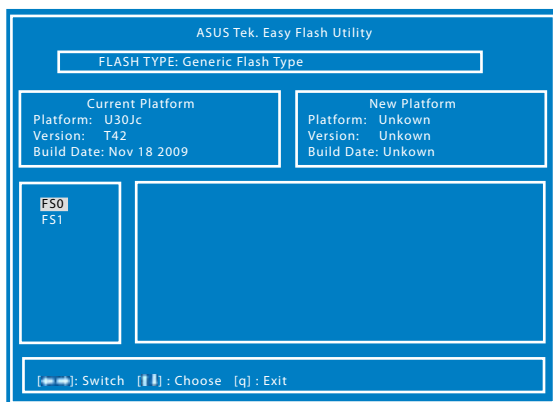 ASUS Tek. Easy Flash Utility
FLASH TYPE: Generic Flash Type
Current Platform
Platform: U30Jc
Version: T42
Build Date: Nov 18 2009
New Platform
Platform: Unkown
Version: Unkown
Build Date: Unkown
FS0
FS1
[←→]: Switch [↑↓] : Choose [q] : Exit